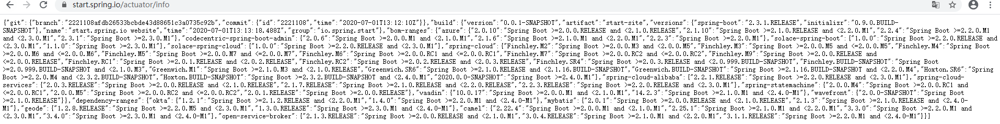 start.spring.io/actuator/info
{"git":{"branch":"2221108afdb26533bcbde43d88651c3a0735c92b","commit":{"id":"2221108","time":"2020-07-01T13:12:10Z"}},"build":{"version":"0.0.1-SNAPSHOT","artifact":"start-site","versions":{"spring-boot":"2.3.1.RELEASE","initializr":"0.9.0.BUILD-
SNAPSHOT"},"name":"start.spring.io website","time":"2020-07-01T13:13:18.488Z","group":"io.spring.start"},"bom-ranges":{"azure":{"2.0.10":"Spring Boot >=2.0.0.RELEASE and <2.1.0.RELEASE","2.1.10":"Spring Boot >=2.1.0.RELEASE and <2.2.0.M1","2.2.4":"Spring Boot >=2.2.0.M1
and <2.3.0.M1","2.3.1":"Spring Boot >=2.3.0.M1"},"codecentric-spring-boot-admin":{"2.0.6":"Spring Boot >=2.0.0.M1 and <2.1.0.M1","2.1.6":"Spring Boot >=2.1.0.M1 and <2.2.0.M1","2.2.3":"Spring Boot >=2.2.0.M1"},"solace-spring-boot":{"1.0.0":"Spring Boot >=2.2.0.RELEASE and
<2.3.0.M1","1.1.0":"Spring Boot >=2.3.0.M1"},"solace-spring-cloud":{"1.0.0":"Spring Boot >=2.2.0.RELEASE and <2.3.0.M1"},"spring-cloud":{"Finchley.M2":"Spring Boot >=2.0.0.M3 and <2.0.0.M5","Finchley.M3":"Spring Boot >=2.0.0.M5 and <=2.0.0.M5","Finchley.M4":"Spring Boot
>=2.0.0.M6 and <=2.0.0.M6","Finchley.M5":"Spring Boot >=2.0.0.M7 and <=2.0.0.M7","Finchley.M6":"Spring Boot >=2.0.0.RC1 and <=2.0.0.RC1","Finchley.M7":"Spring Boot >=2.0.0.RC2 and <=2.0.0.RC2","Finchley.M9":"Spring Boot >=2.0.0.RELEASE and
<=2.0.0.RELEASE","Finchley.RC1":"Spring Boot >=2.0.1.RELEASE and <2.0.2.RELEASE","Finchley.RC2":"Spring Boot >=2.0.2.RELEASE and <2.0.3.RELEASE","Finchley.SR4":"Spring Boot >=2.0.3.RELEASE and <2.0.999.BUILD-SNAPSHOT","Finchley.BUILD-SNAPSHOT":"Spring Boot
>=2.0.999.BUILD-SNAPSHOT and <2.1.0.M3","Greenwich.M1":"Spring Boot >=2.1.0.M3 and <2.1.0.RELEASE","Greenwich.SR6":"Spring Boot >=2.1.0.RELEASE and <2.1.16.BUILD-SNAPSHOT","Greenwich.BUILD-SNAPSHOT":"Spring Boot >=2.1.16.BUILD-SNAPSHOT and <2.2.0.M4","Hoxton.SR6":"Spring
Boot >=2.2.0.M4 and <2.3.2.BUILD-SNAPSHOT","Hoxton.BUILD-SNAPSHOT":"Spring Boot >=2.3.2.BUILD-SNAPSHOT and <2.4.0.M1","2020.0.0-SNAPSHOT":"Spring Boot >=2.4.0.M1"},"spring-cloud-alibaba":{"2.2.1.RELEASE":"Spring Boot >=2.2.0.RELEASE and <2.3.0.M1"},"spring-cloud-
services":{"2.0.3.RELEASE":"Spring Boot >=2.0.0.RELEASE and <2.1.0.RELEASE","2.1.7.RELEASE":"Spring Boot >=2.1.0.RELEASE and <2.2.0.RELEASE","2.2.3.RELEASE":"Spring Boot >=2.2.0.RELEASE and <2.3.0.M1"},"spring-statemachine":{"2.0.0.M4":"Spring Boot >=2.0.0.RC1 and
<=2.0.0.RC1","2.0.0.M5":"Spring Boot >=2.0.0.RC2 and <=2.0.0.RC2","2.0.1.RELEASE":"Spring Boot >=2.0.0.RELEASE"},"vaadin":{"10.0.17":"Spring Boot >=2.0.0.M1 and <2.1.0.M1","14.2.3":"Spring Boot >=2.1.0.M1 and <2.4.0-M1"},"wavefront":{"2.0.0-SNAPSHOT":"Spring Boot
>=2.1.0.RELEASE"}},"dependency-ranges":{"okta":{"1.2.1":"Spring Boot >=2.1.2.RELEASE and <2.2.0.M1","1.4.0":"Spring Boot >=2.2.0.M1 and <2.4.0-M1"},"mybatis":{"2.0.1":"Spring Boot >=2.0.0.RELEASE and <2.1.0.RELEASE","2.1.3":"Spring Boot >=2.1.0.RELEASE and <2.4.0-
M1"},"geode":{"1.2.8.RELEASE":"Spring Boot >=2.2.0.M5 and <2.3.0.M1","1.3.0.RELEASE":"Spring Boot >=2.3.0.M1 and <2.4.0-M1"},"camel":{"2.22.4":"Spring Boot >=2.0.0.M1 and <2.1.0.M1","2.25.1":"Spring Boot >=2.1.0.M1 and <2.2.0.M1","3.3.0":"Spring Boot >=2.2.0.M1 and
<2.3.0.M1","3.4.0":"Spring Boot >=2.3.0.M1 and <2.4.0-M1"},"open-service-broker":{"2.1.3.RELEASE":"Spring Boot >=2.0.0.RELEASE and <2.1.0.M1","3.0.4.RELEASE":"Spring Boot >=2.1.0.M1 and <2.2.0.M1","3.1.1.RELEASE":"Spring Boot >=2.2.0.M1 and <2.4.0-M1"}}}